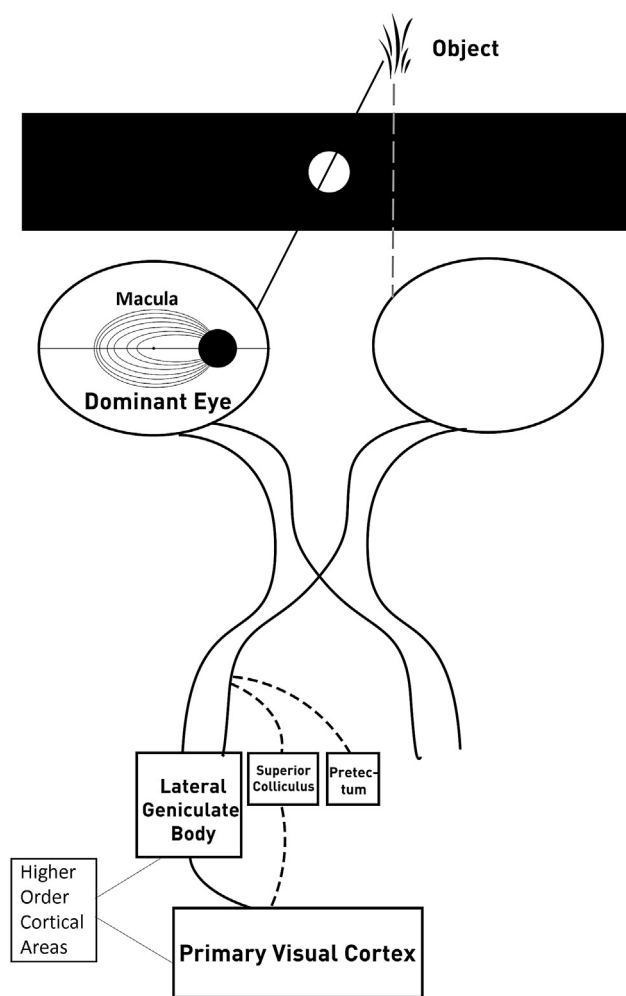 Object
Macula
Dominant Eye
Lateral
Geniculate
Body
Superior
Colliculus
Pretec-
tum
Higher
Order
Cortical
Areas
Primary Visual Cortex